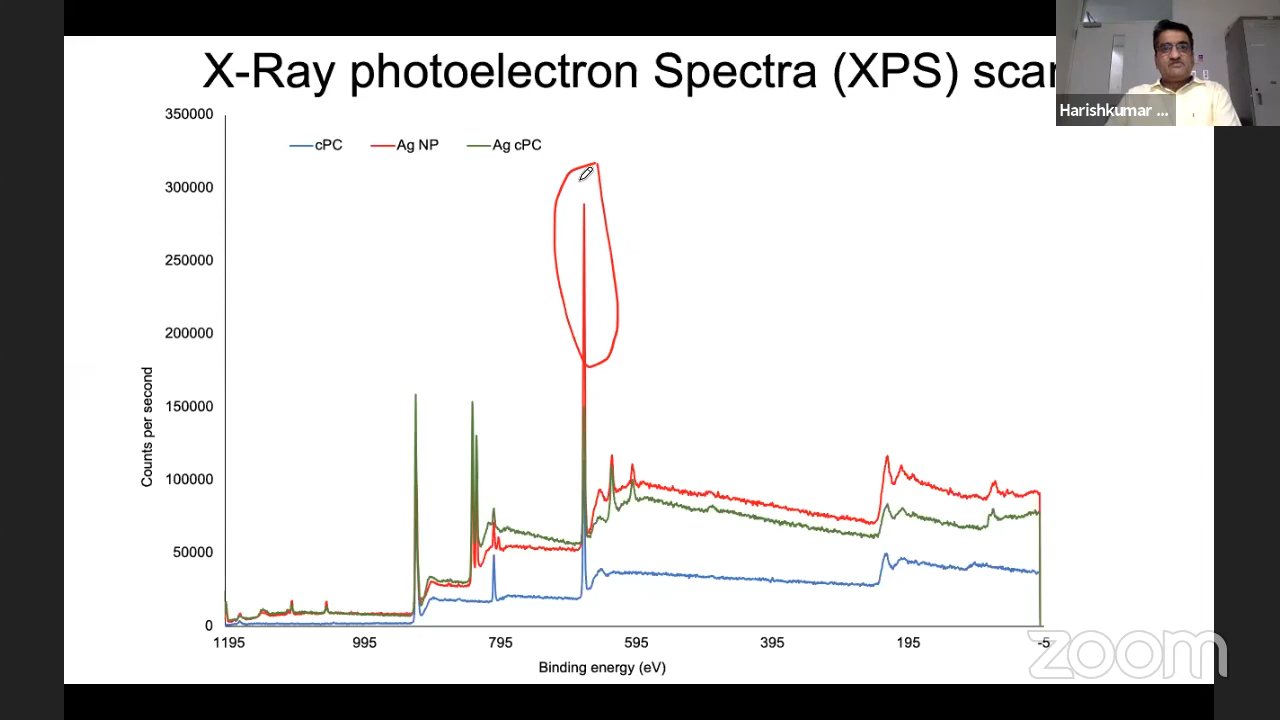 X-Ray photoelectron Spectra (XPS) scan
Harishkumar ...
350000
cPC Ag NP Ag cPC
300000
250000
200000
150000
100000
50000
0
Counts per second
1195 995 795 595 395 195 -5
Binding energy (eV)
zoom